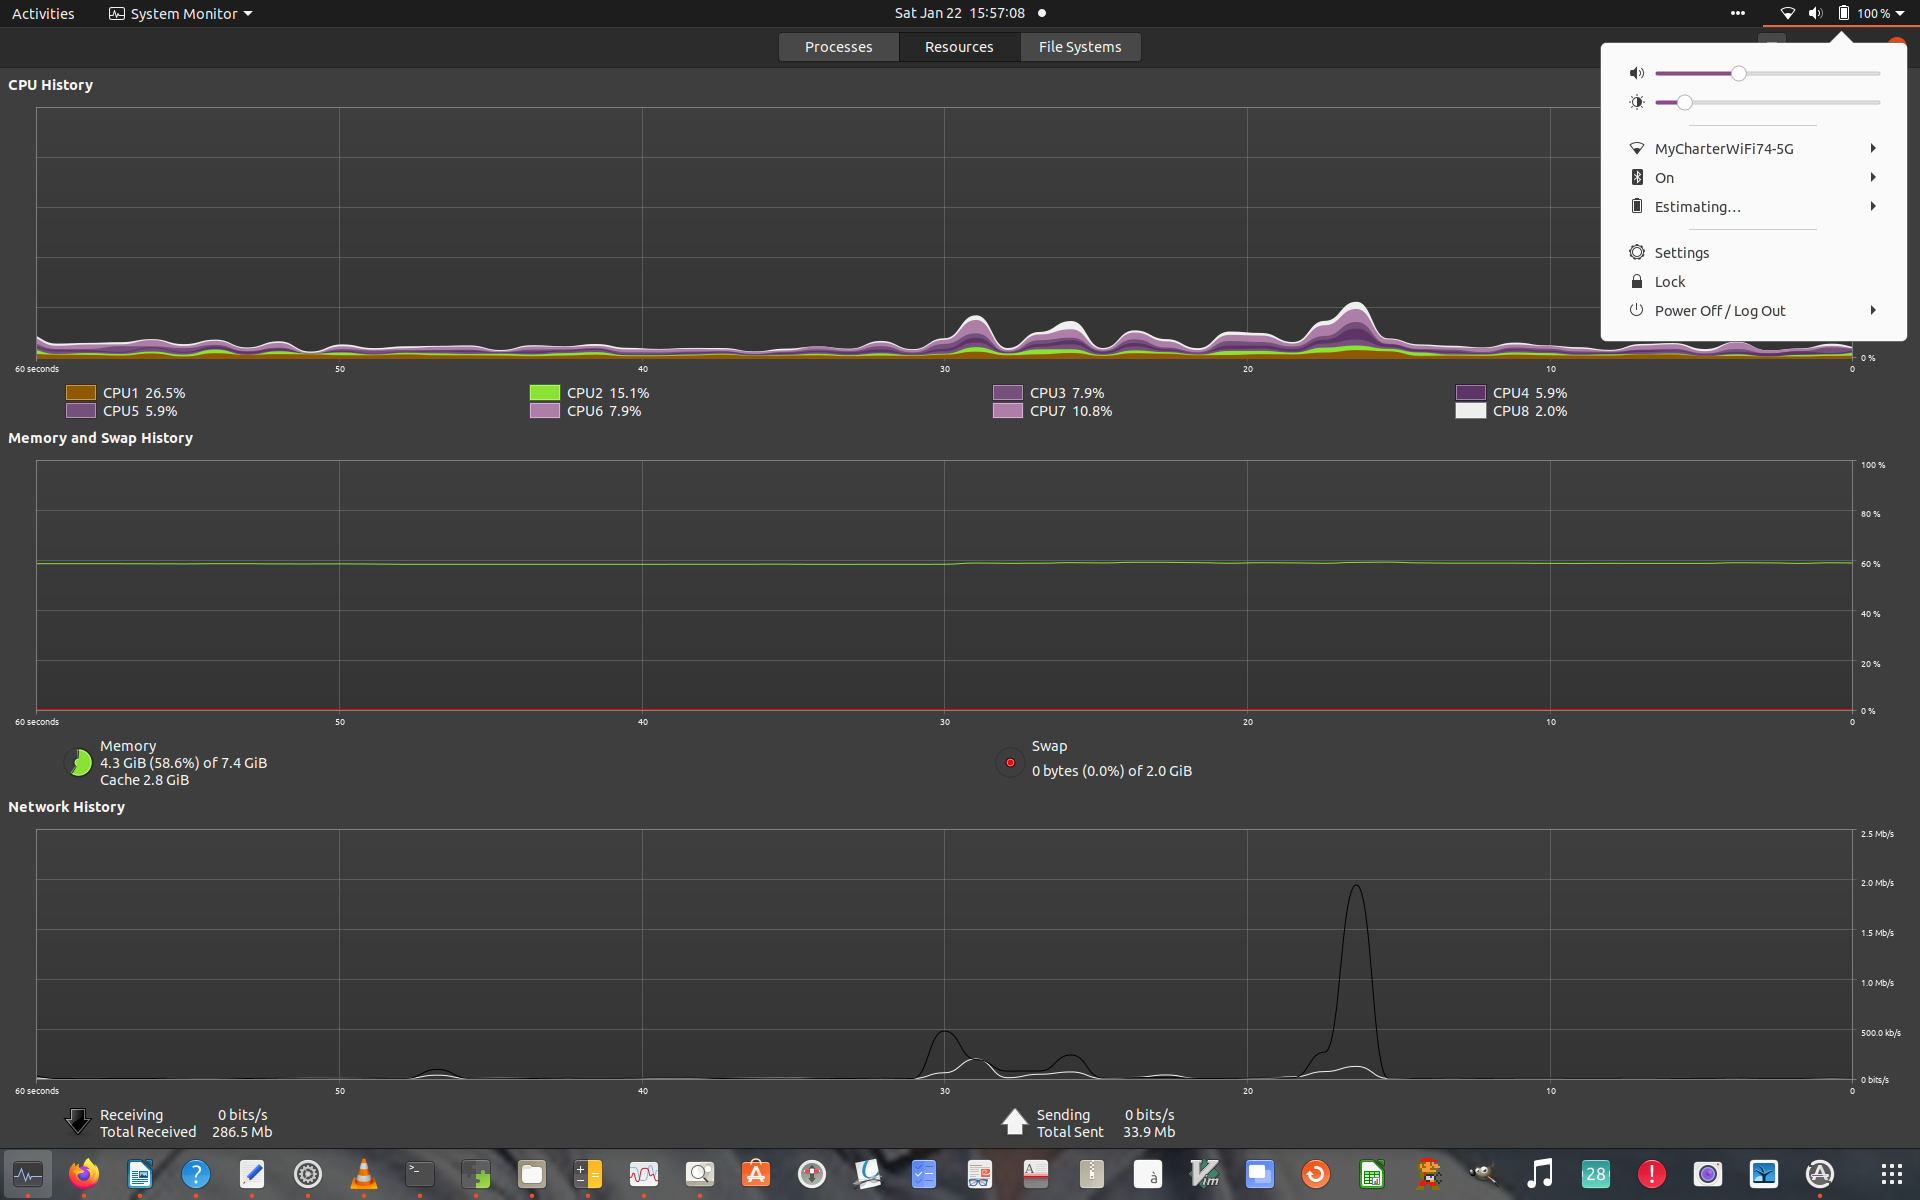 Activities
System Monitor
Sat Jan 22 15:57:08
100 %
Processes
Resources
File Systems
MyCharterWiFi74-5G
On
Estimating…
Settings
Lock
Power Off / Log Out
CPU History
0 %
60 seconds 50 40 30 20 10 0
CPU1 26.5% CPU2 15.1% CPU3 7.9% CPU4 5.9%
CPU5 5.9% CPU6 7.9% CPU7 10.8% CPU8 2.0%
Memory and Swap History
100 %
80 %
60 %
40 %
20 %
0 %
60 seconds 50 40 30 20 10 0
Memory
4.3 GiB (58.6%) of 7.4 GiB
Cache 2.8 GiB
Swap
0 bytes (0.0%) of 2.0 GiB
Network History
2.5 Mb/s
2.0 Mb/s
1.5 Mb/s
1.0 Mb/s
500.0 kb/s
0 bits/s
60 seconds 50 40 30 20 10 0
Receiving 0 bits/s
Total Received 286.5 Mb
Sending 0 bits/s
Total Sent 33.9 Mb
28